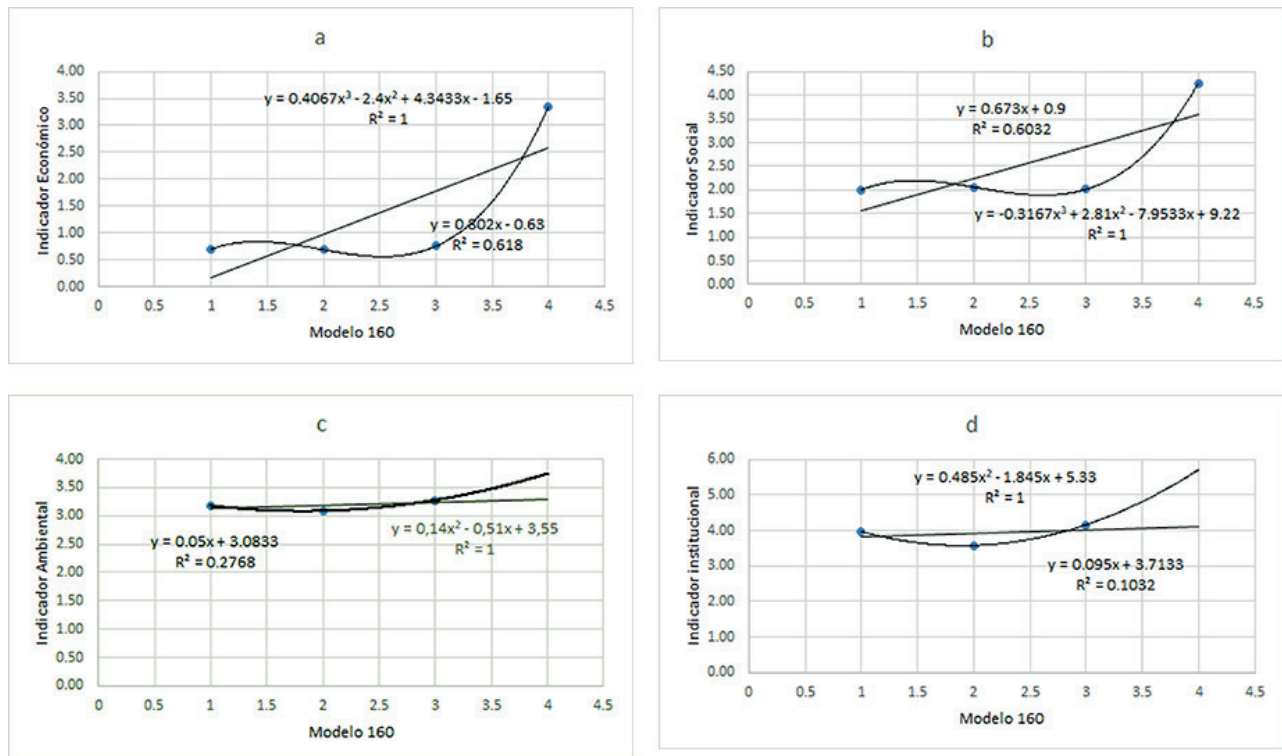 a
4.00
3.50
3.00
2.50
2.00
1.50
1.00
0.50
0.00
Indicador Económico
y = 0.4067x³ - 2.4x² + 4.3433x - 1.65
R² = 1
y = 0.802x - 0.63
R² = 0.618
0 0.5 1 1.5 2 2.5 3 3.5 4 4.5
Modelo 160
b
4.50
4.00
3.50
3.00
2.50
2.00
1.50
1.00
0.50
0.00
Indicador Social
y = 0.673x + 0.9
R² = 0.6032
y = -0.3167x³ + 2.81x² - 7.9533x + 9.22
R² = 1
0 0.5 1 1.5 2 2.5 3 3.5 4 4.5
Modelo 160
c
4.00
3.50
3.00
2.50
2.00
1.50
1.00
0.50
0.00
Indicador Ambiental
y = 0.05x + 3.0833
R² = 0.2768
y = 0,14x² - 0,51x + 3,55
R² = 1
0 0.5 1 1.5 2 2.5 3 3.5 4 4.5
Modelo 160
d
6.00
5.00
4.00
3.00
2.00
1.00
0.00
Indicador institucional
y = 0.485x² - 1.845x + 5.33
R² = 1
y = 0.095x + 3.7133
R² = 0.1032
0 0.5 1 1.5 2 2.5 3 3.5 4 4.5
Modelo 160